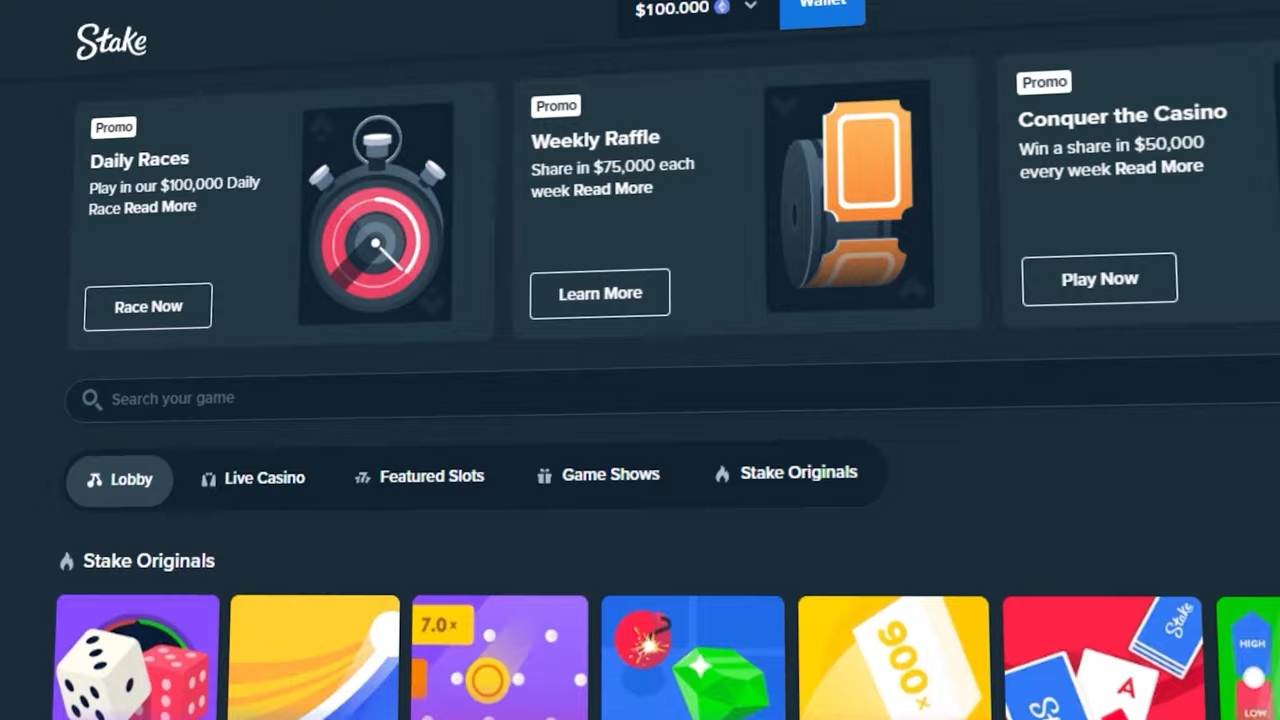 $100.000
Wallet
Stake
Promo
Daily Races
Play in our $100,000 Daily
Race Read More
Race Now
Promo
Weekly Raffle
Share in $75,000 each
week Read More
Learn More
Promo
Conquer the Casino
Win a share in $50,000
every week Read More
Play Now
Search your game
Lobby
Live Casino
Featured Slots
Game Shows
Stake Originals
Stake Originals
7.0×
900×
Stake
A
HIGH
LOW